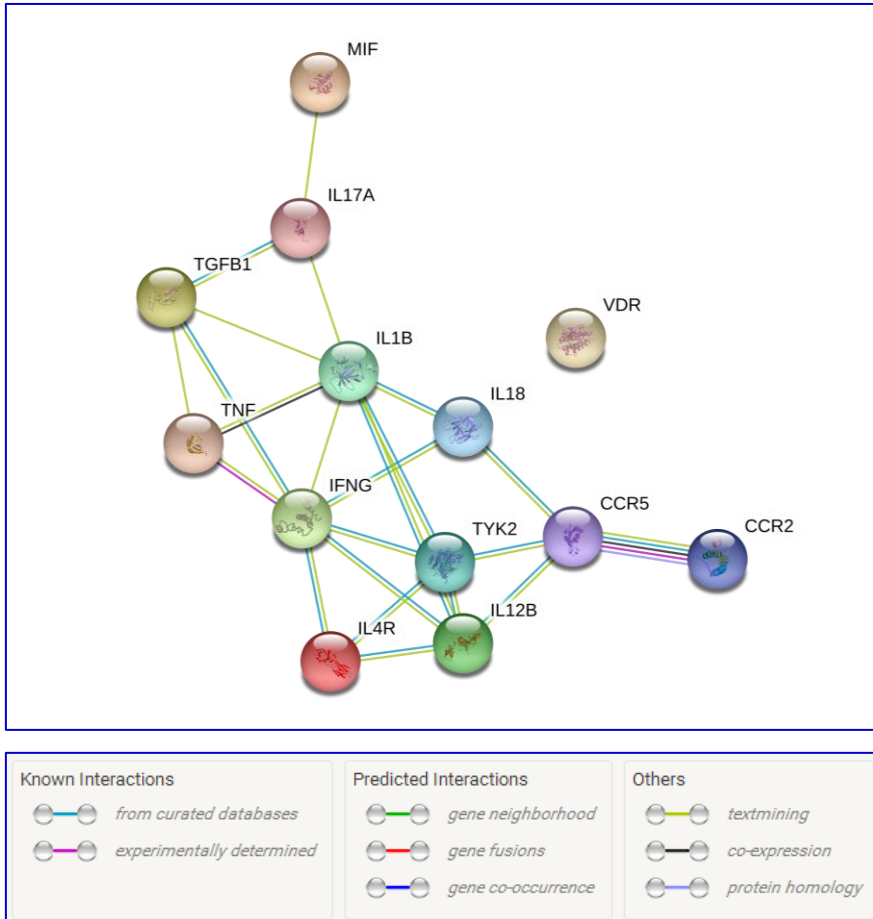 MIF
IL17A
TGFB1
VDR
IL1B
IL18
TNF
IFNG
CCR5
TYK2
CCR2
IL12B
IL4R
Known Interactions
from curated databases
experimentally determined
Predicted Interactions
gene neighborhood
gene fusions
gene co-occurrence
Others
textmining
co-expression
protein homology